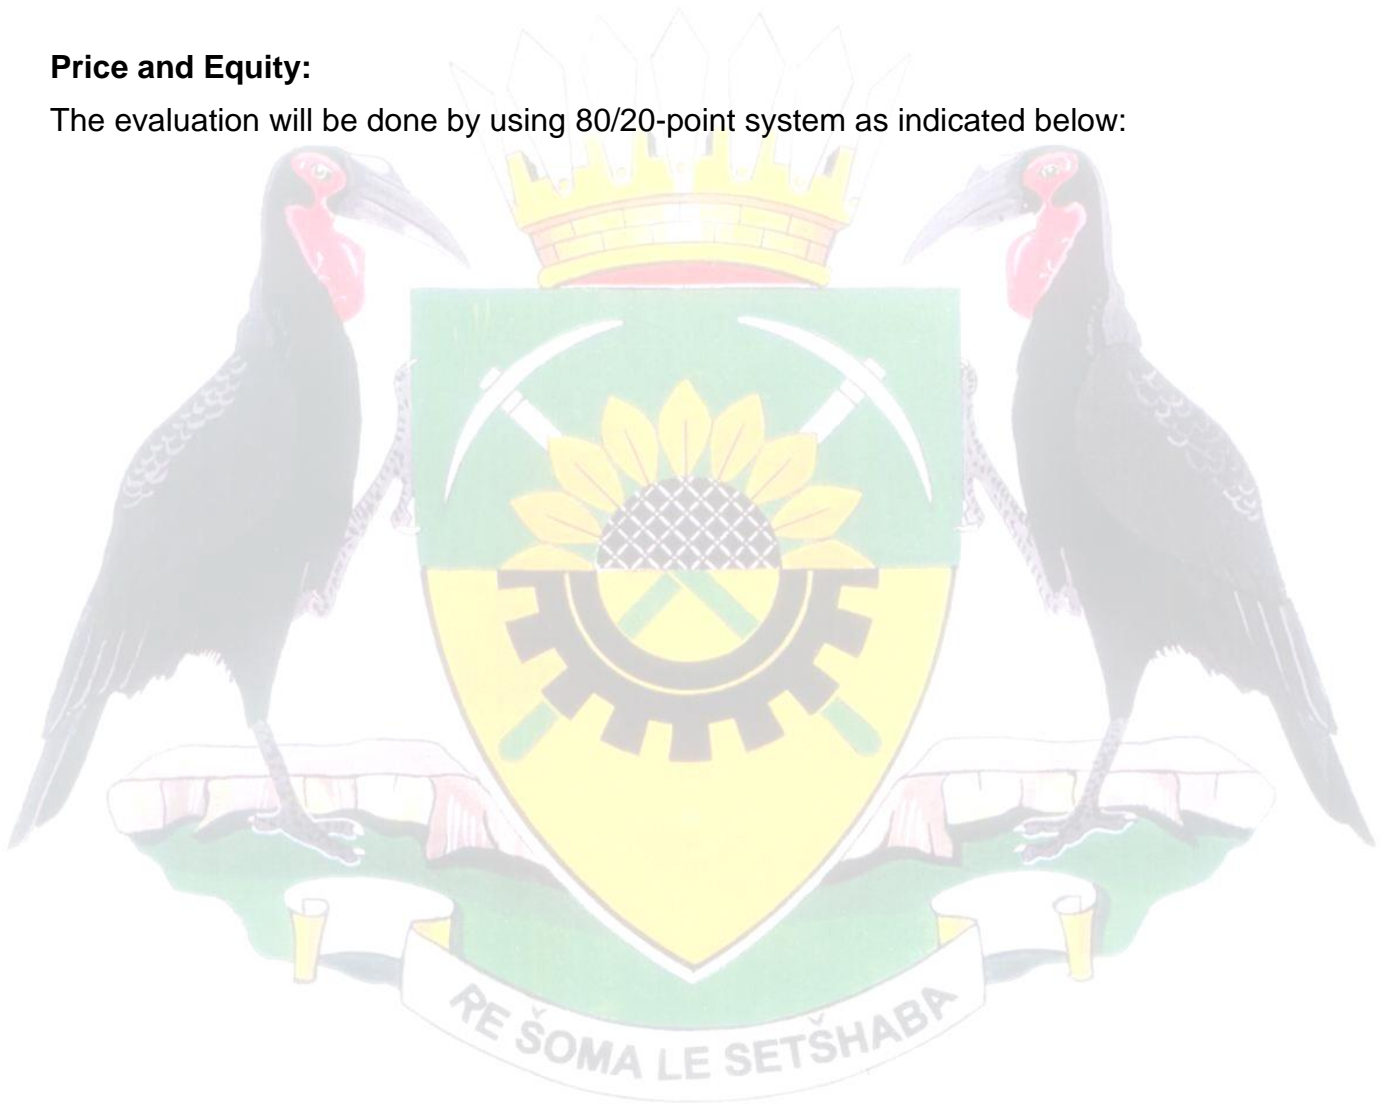 Price and Equity:
The evaluation will be done by using 80/20-point system as indicated below:
RE ŠOMA LE SETŠHABA